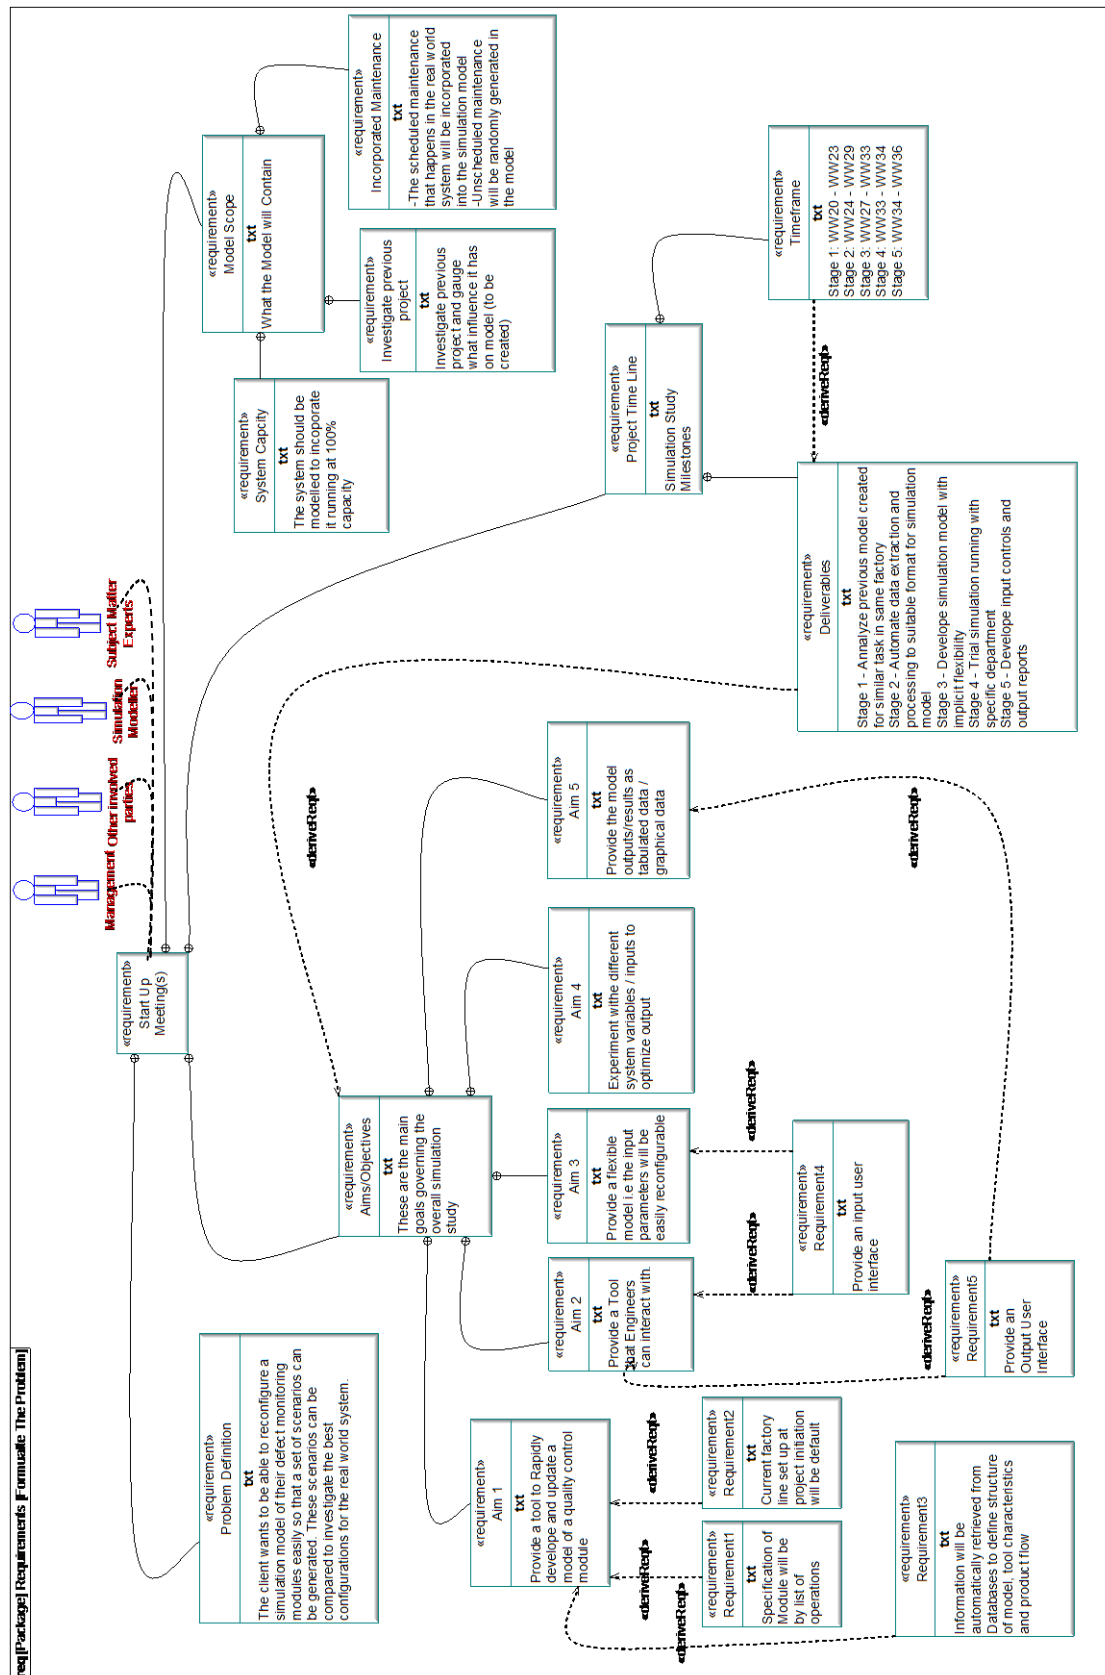 req [Package] Requirements [Formualte The Problem]
Management
Other involved
parties
Simulation
Modeller
Subject Matter
Experts
«requirement»
Start Up
Meeting(s)
«requirement»
Problem Definition
txt
The client wants to be able to reconfigure a
simulation model of their defect monitoring
modules easily so that a set of scenarios can
be generated. These scenarios can be
compared to investigate the best
configurations for the real world system.
«requirement»
Aims/Objectives
txt
These are the main
goals governing the
overall simulation
study
«requirement»
Model Scope
txt
What the Model will Contain
«requirement»
System Capcity
txt
The system should be
modelled to incoporate
it running at 100%
capacity
«requirement»
Investigate previous
project
txt
Investigate previous
project and gauge
what influence it has
on model (to be
created)
«requirement»
Incorporated Maintenance
txt
-The scheduled maintenance
that happens in the real world
system will be incorporated
into the simulation model
-Unscheduled maintenance
will be randomly generated in
the model
«requirement»
Project Time Line
txt
Simulation Study
Milestones
«requirement»
Timeframe
txt
Stage 1: WW20 - WW23
Stage 2: WW24 - WW29
Stage 3: WW27 - WW33
Stage 4: WW33 - WW34
Stage 5: WW34 - WW36
«deriveReqt»
«requirement»
Deliverables
txt
Stage 1 - Annalyze previous model created
for similar task in same factory
Stage 2 - Automate data extraction and
processing to suitable format for simulation
model
Stage 3 - Develope simulation model with
implicit flexibility
Stage 4 - Trial simulation running with
specific department
Stage 5 - Develope input controls and
output reports
«deriveReqt»
«requirement»
Aim 1
txt
Provide a tool to Rapidly
develope and update a
model of a quality control
module
«requirement»
Aim 2
txt
Provide a Tool
that Engineers
can interact with.
«requirement»
Aim 3
txt
Provide a flexible
model i.e the input
parameters will be
easily reconfigurable
«requirement»
Aim 4
txt
Experiment withe different
system variables / inputs to
optimize output
«requirement»
Aim 5
txt
Provide the model
outputs/results as
tabulated data /
graphical data
«deriveReqt»
«deriveReqt»
«deriveReqt»
«deriveReqt»
«deriveReqt»
«deriveReqt»
«deriveReqt»
«requirement»
Requirement1
txt
Specification of
Module will be
by list of
operations
«requirement»
Requirement2
txt
Current factory
line set up at
project initiation
will be default
«requirement»
Requirement4
txt
Provide an input user
interface
«requirement»
Requirement3
txt
Information will be
automatically retrieved from
Databases to define structure
of model, tool characteristics
and product flow
«requirement»
Requirement5
txt
Provide an
Output User
Interface